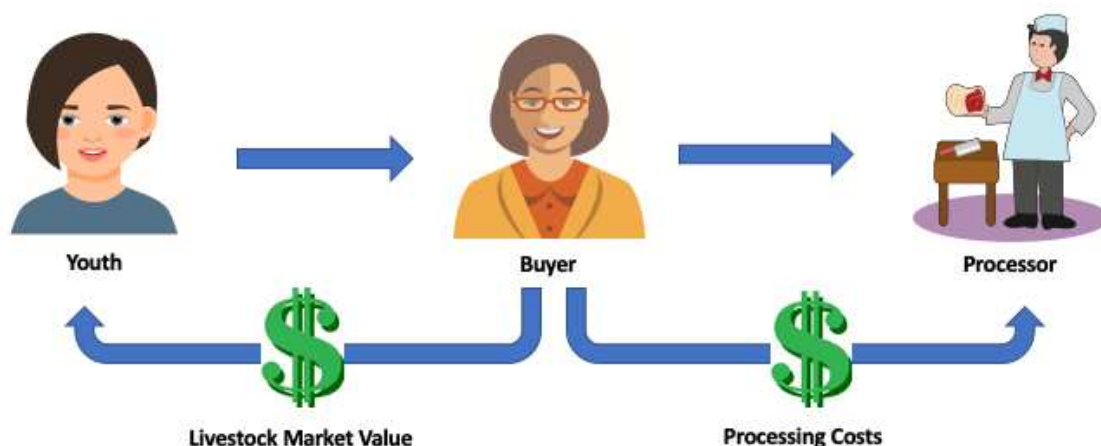 Youth
Buyer
Processor
$
$
Livestock Market Value
Processing Costs